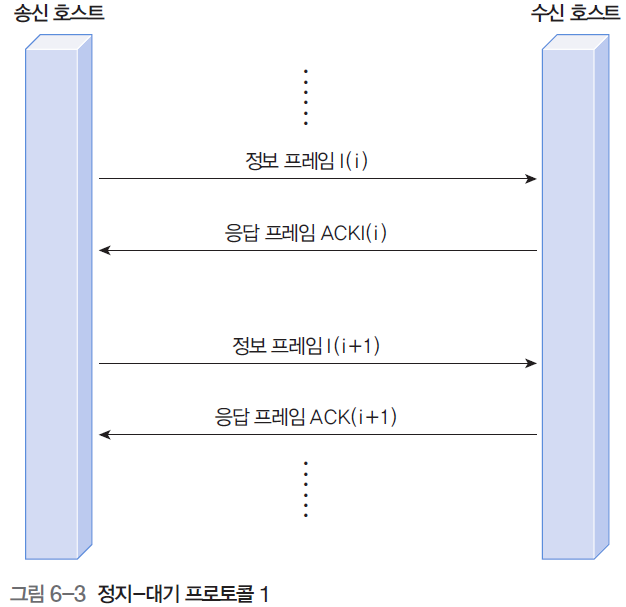 송신 호스트
수신 호스트
정보 프레임 I(i)
응답 프레임 ACKI(i)
정보 프레임 I(i+1)
응답 프레임 ACK(i+1)
그림 6-3 정지-대기 프로토콜 1